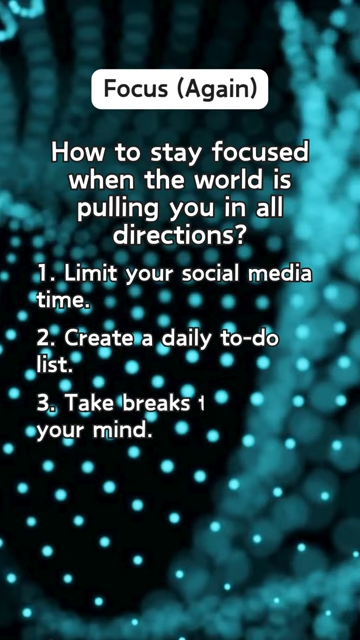 Focus (Again)
How to stay focused
when the world is
pulling you in all
directions?
1. Limit your social media
time.
2. Create a daily to-do
list.
3. Take breaks
your mind.